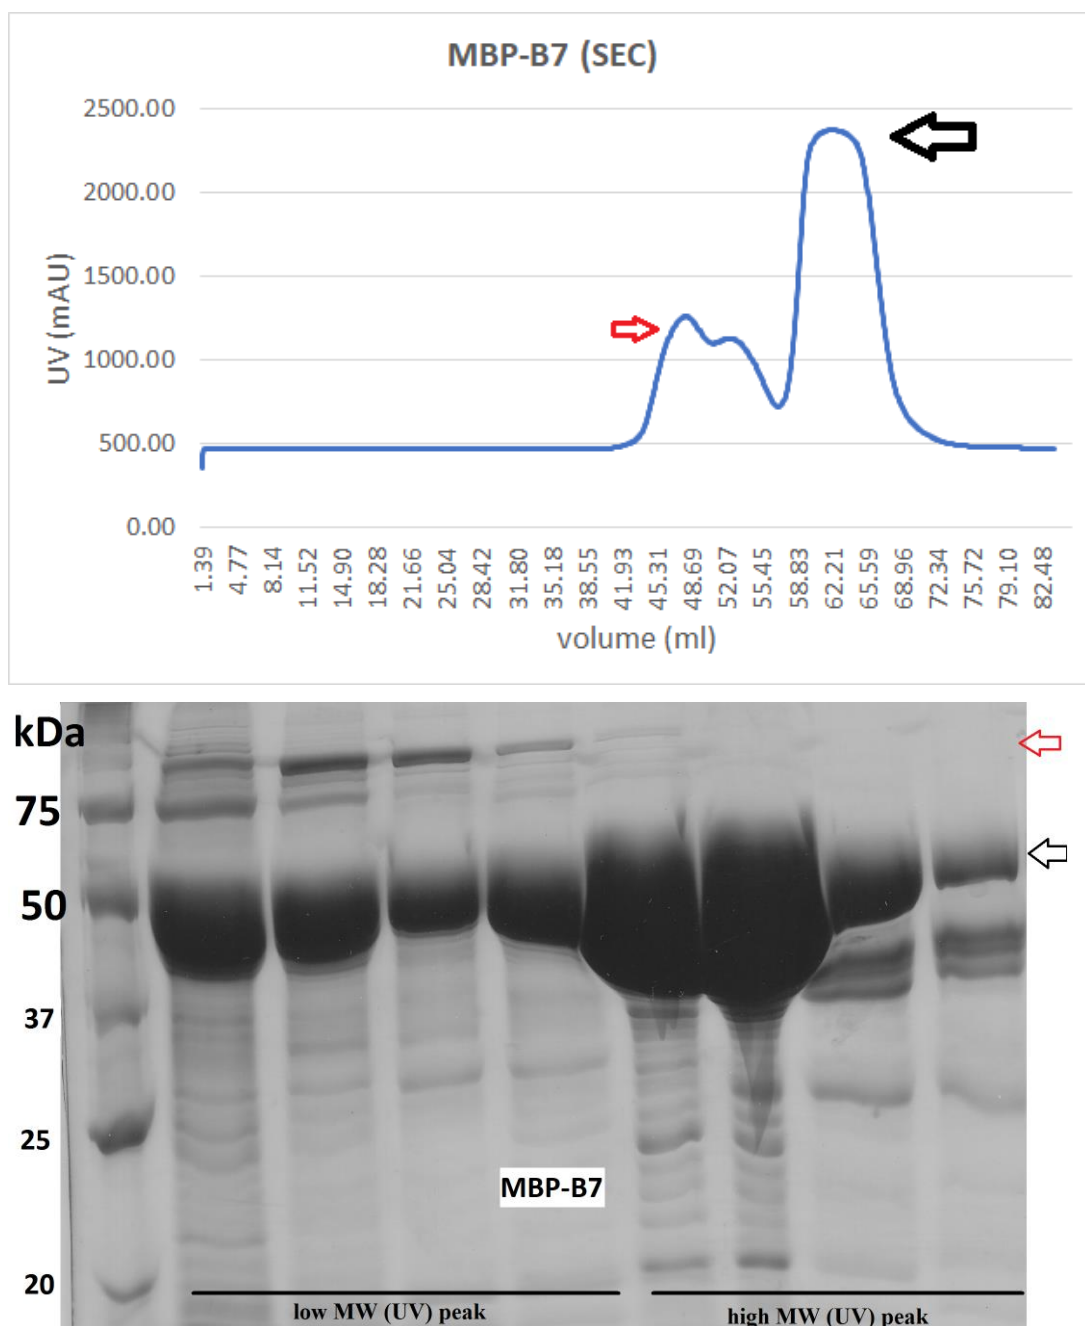 MBP-B7 (SEC)
2500.00
2000.00
1500.00
1000.00
500.00
0.00
UV (mAU)
1.39 4.77 8.14 11.52 14.90 18.28 21.66 25.04 28.42 31.80 35.18 38.55 41.93 45.31 48.69 52.07 55.45 58.83 62.21 65.59 68.96 72.34 75.72 79.10 82.48
volume (ml)
kDa
75
50
37
25
MBP-B7
20
low MW (UV) peak
high MW (UV) peak